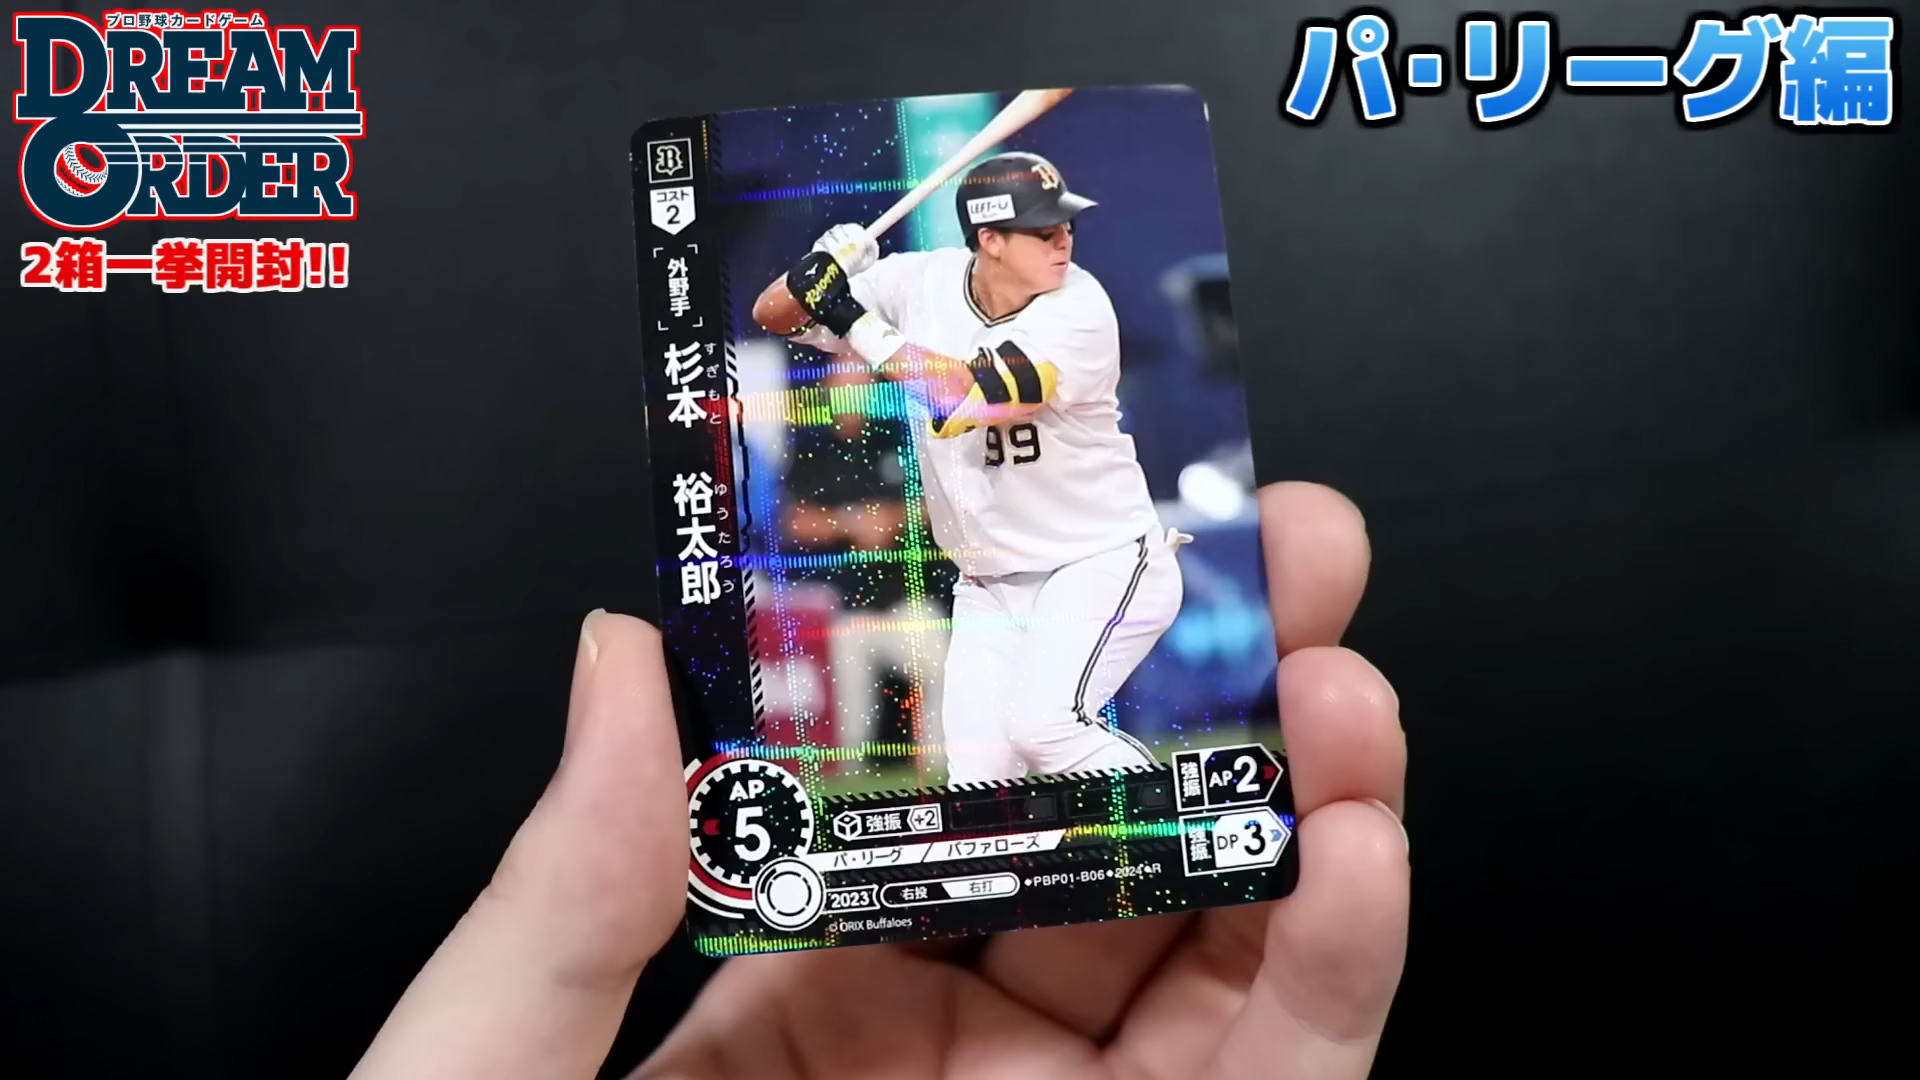 プロ野球カードゲーム
DREAM
ORDER
2箱一挙開封!!
パ・リーグ編
B
コスト
2
外野手
杉本 裕太郎
すぎもと ゆうたろう
B
LEFT-U
99
AP
5
強振 +2
強振 AP 2
強振 DP 3
パ・リーグ / バファローズ
2023 右投 右打 ◆PBP01-B06◆2024◆R
© ORIX Buffaloes